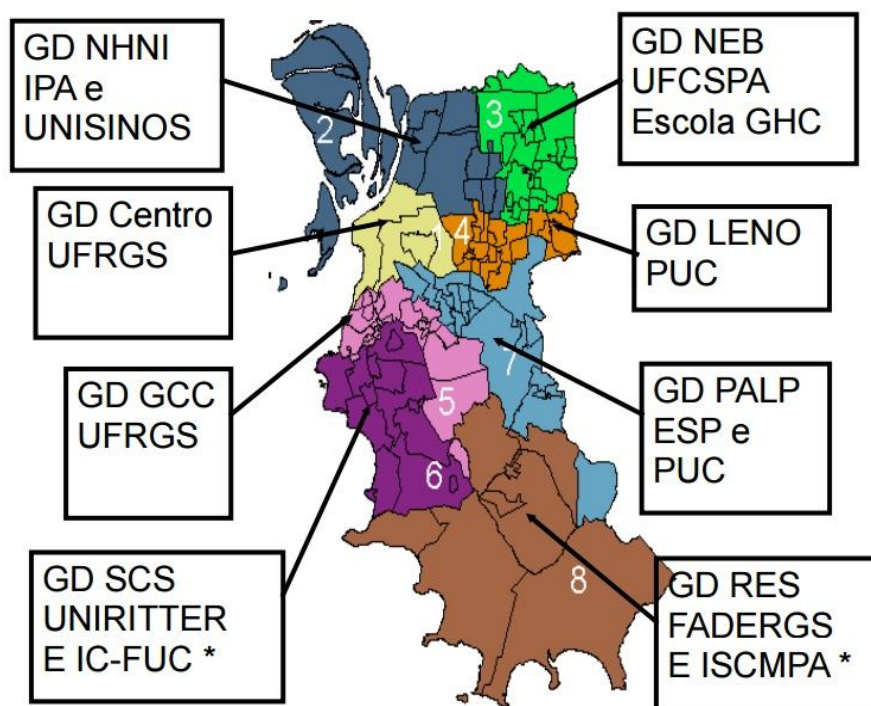 GD NHNI
IPA e
UNISINOS
GD NEB
UFCSPA
Escola GHC
2
3
GD Centro
UFRGS
1
4
GD LENO
PUC
GD GCC
UFRGS
5
7
GD PALP
ESP e
PUC
6
GD SCS
UNIRITTER
E IC-FUC *
8
GD RES
FADERGS
E ISCMPA *